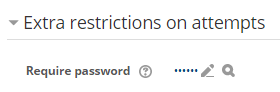 Extra restrictions on attempts
Require password ••••••